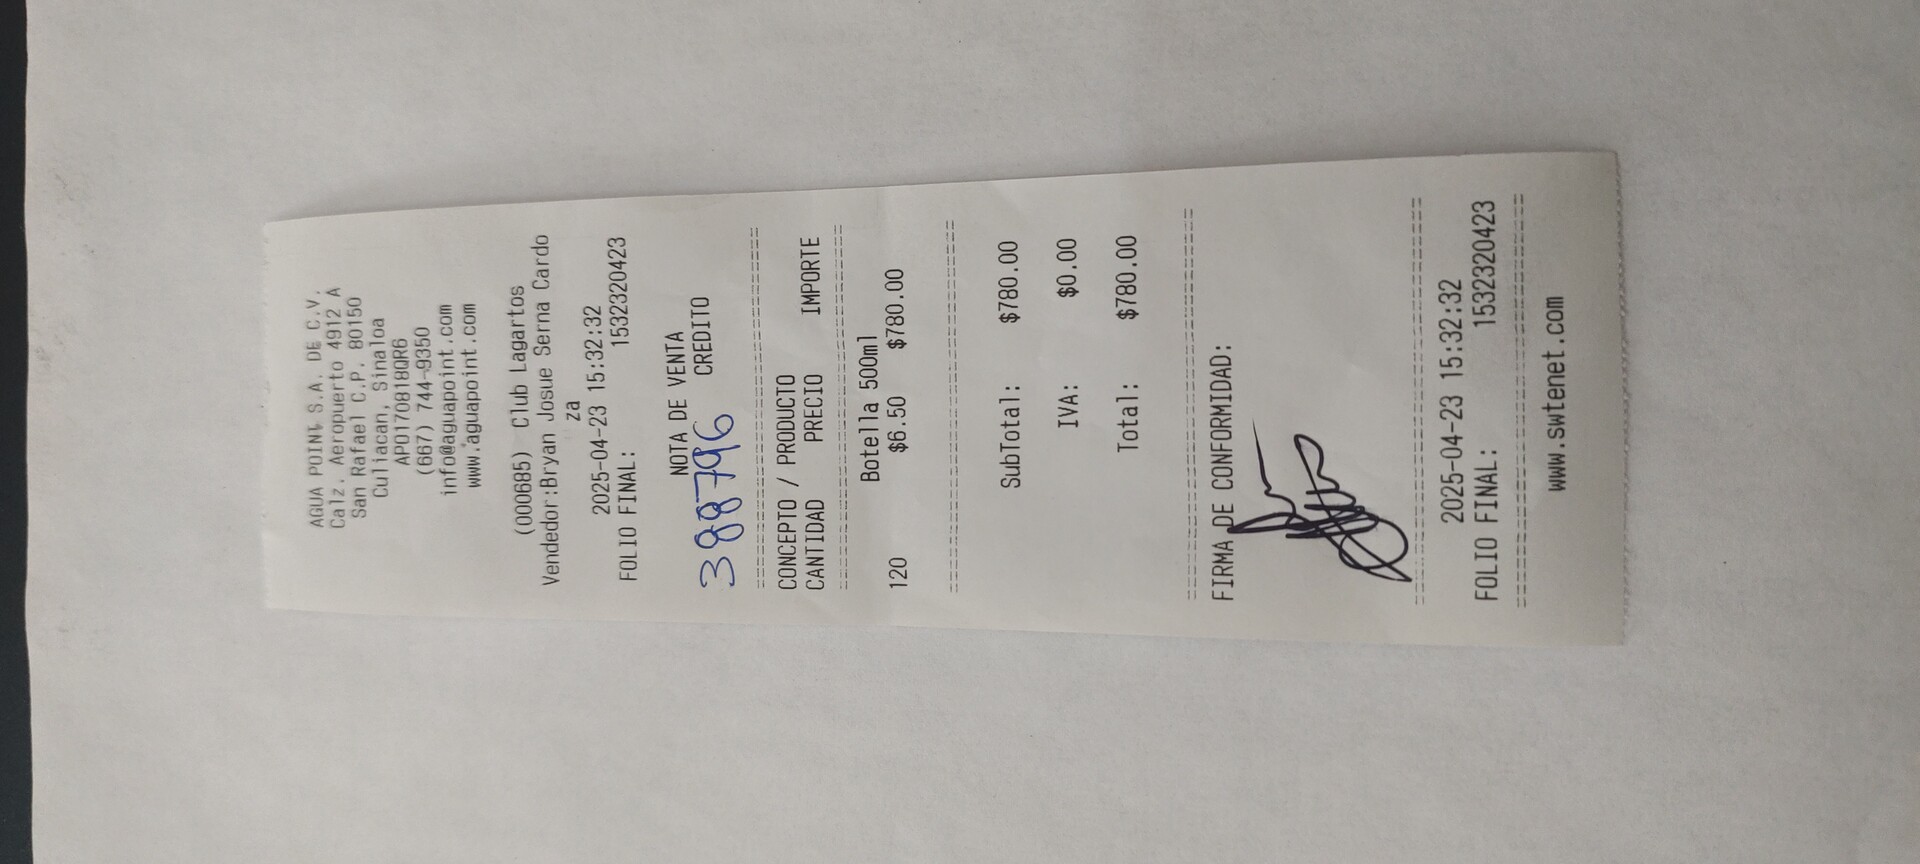 AGUA POINT S.A. DE C.V.
Calz. Aeropuerto 4912 A
San Rafael C.P. 80150
Culiacan, Sinaloa
APO170818QR6
(667) 744-9350
info@aguapoint.com
www.aguapoint.com
(000685) Club Lagartos
Vendedor:Bryan Josue Serna Cardo
za
2025-04-23 15:32:32
FOLIO FINAL: 1532320423
NOTA DE VENTA
388796 CREDITO
CONCEPTO / PRODUCTO
CANTIDAD PRECIO IMPORTE
Botella 500ml
120 $6.50 $780.00
SubTotal: $780.00
IVA: $0.00
Total: $780.00
FIRMA DE CONFORMIDAD:
2025-04-23 15:32:32
FOLIO FINAL: 1532320423
www.swtenet.com